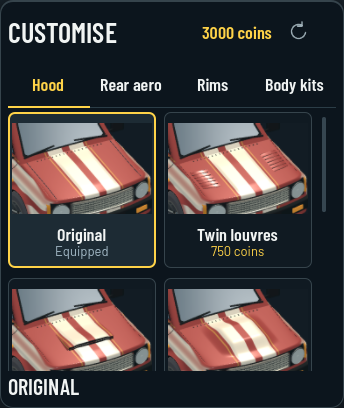 CUSTOMISE
3000 coins
Hood Rear aero Rims Body kits
Original Twin louvres
Equipped 750 coins
ORIGINAL